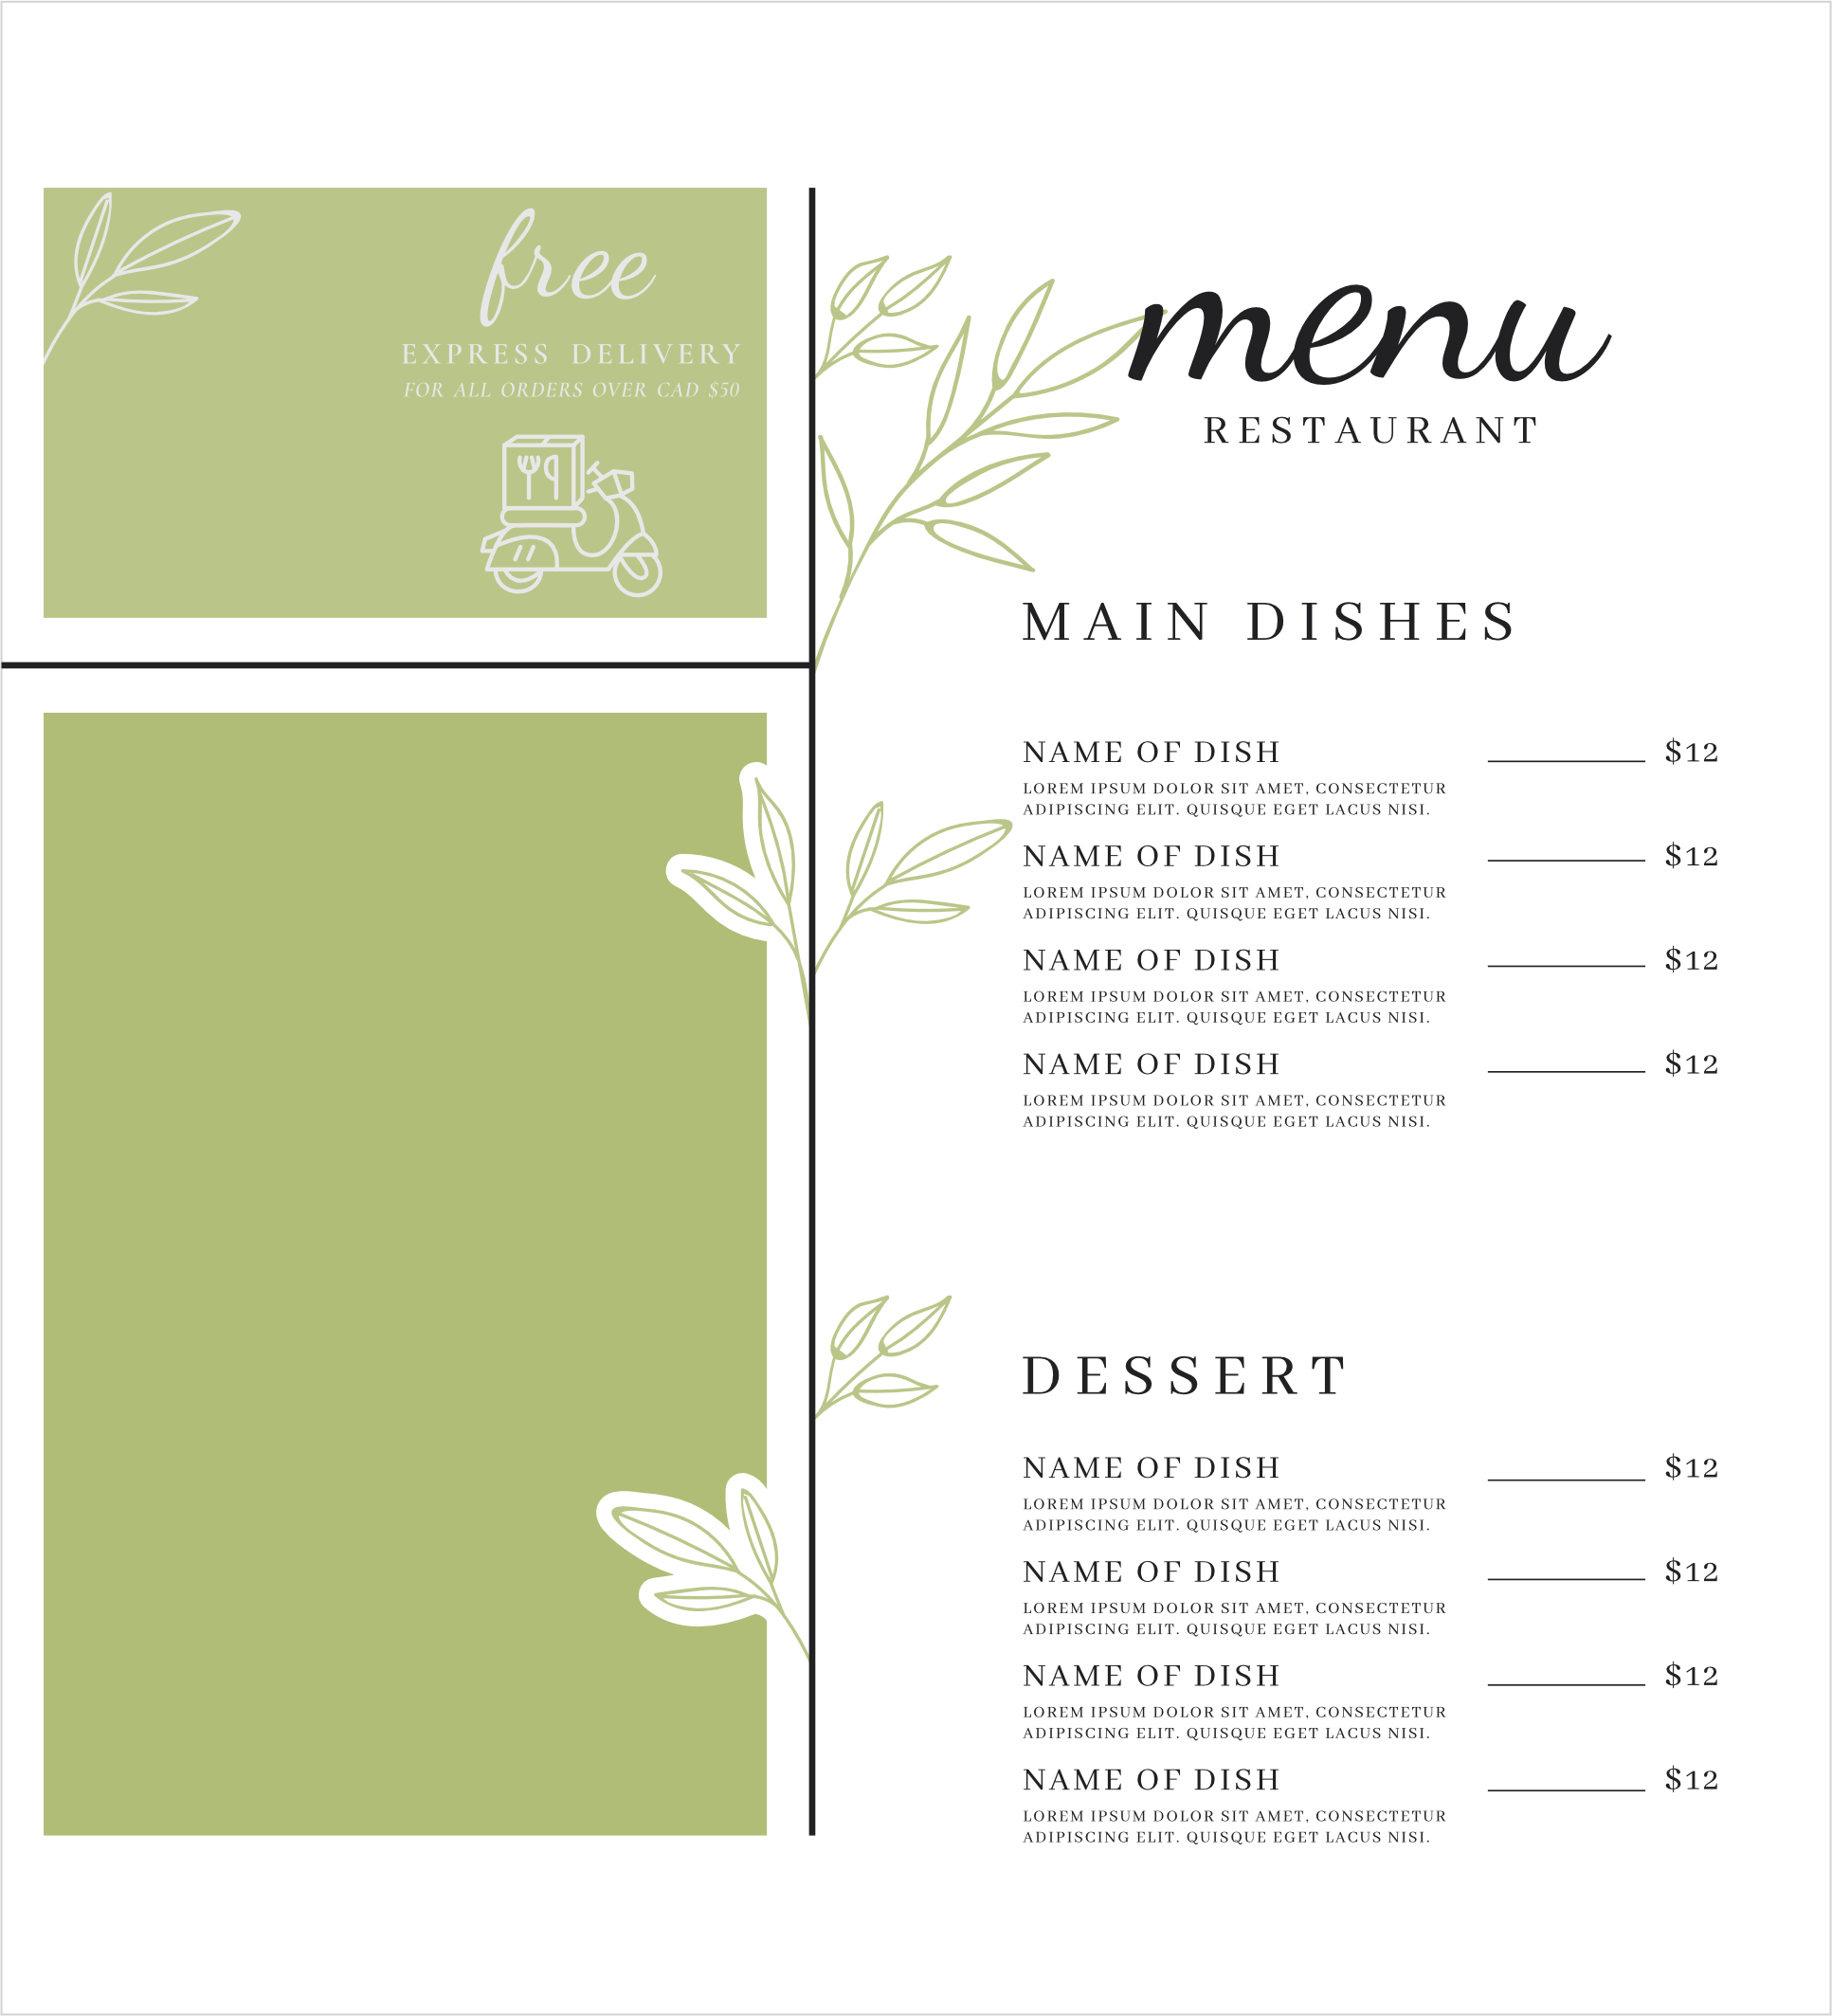 free
EXPRESS DELIVERY
FOR ALL ORDERS OVER CAD $50
menu
RESTAURANT
MAIN DISHES
NAME OF DISH $12
LOREM IPSUM DOLOR SIT AMET, CONSECTETUR
ADIPISCING ELIT. QUISQUE EGET LACUS NISI.
NAME OF DISH $12
LOREM IPSUM DOLOR SIT AMET, CONSECTETUR
ADIPISCING ELIT. QUISQUE EGET LACUS NISI.
NAME OF DISH $12
LOREM IPSUM DOLOR SIT AMET, CONSECTETUR
ADIPISCING ELIT. QUISQUE EGET LACUS NISI.
NAME OF DISH $12
LOREM IPSUM DOLOR SIT AMET, CONSECTETUR
ADIPISCING ELIT. QUISQUE EGET LACUS NISI.
DESSERT
NAME OF DISH $12
LOREM IPSUM DOLOR SIT AMET, CONSECTETUR
ADIPISCING ELIT. QUISQUE EGET LACUS NISI.
NAME OF DISH $12
LOREM IPSUM DOLOR SIT AMET, CONSECTETUR
ADIPISCING ELIT. QUISQUE EGET LACUS NISI.
NAME OF DISH $12
LOREM IPSUM DOLOR SIT AMET, CONSECTETUR
ADIPISCING ELIT. QUISQUE EGET LACUS NISI.
NAME OF DISH $12
LOREM IPSUM DOLOR SIT AMET, CONSECTETUR
ADIPISCING ELIT. QUISQUE EGET LACUS NISI.